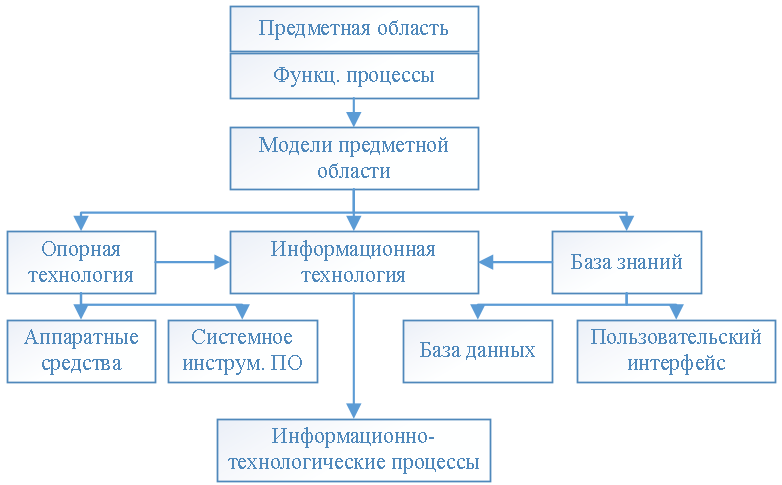 Предметная область
Функц. процессы
Модели предметной
области
Опорная
технология
Информационная
технология
База знаний
Аппаратные
средства
Системное
инструм. ПО
База данных
Пользовательский
интерфейс
Информационно-
технологические процессы